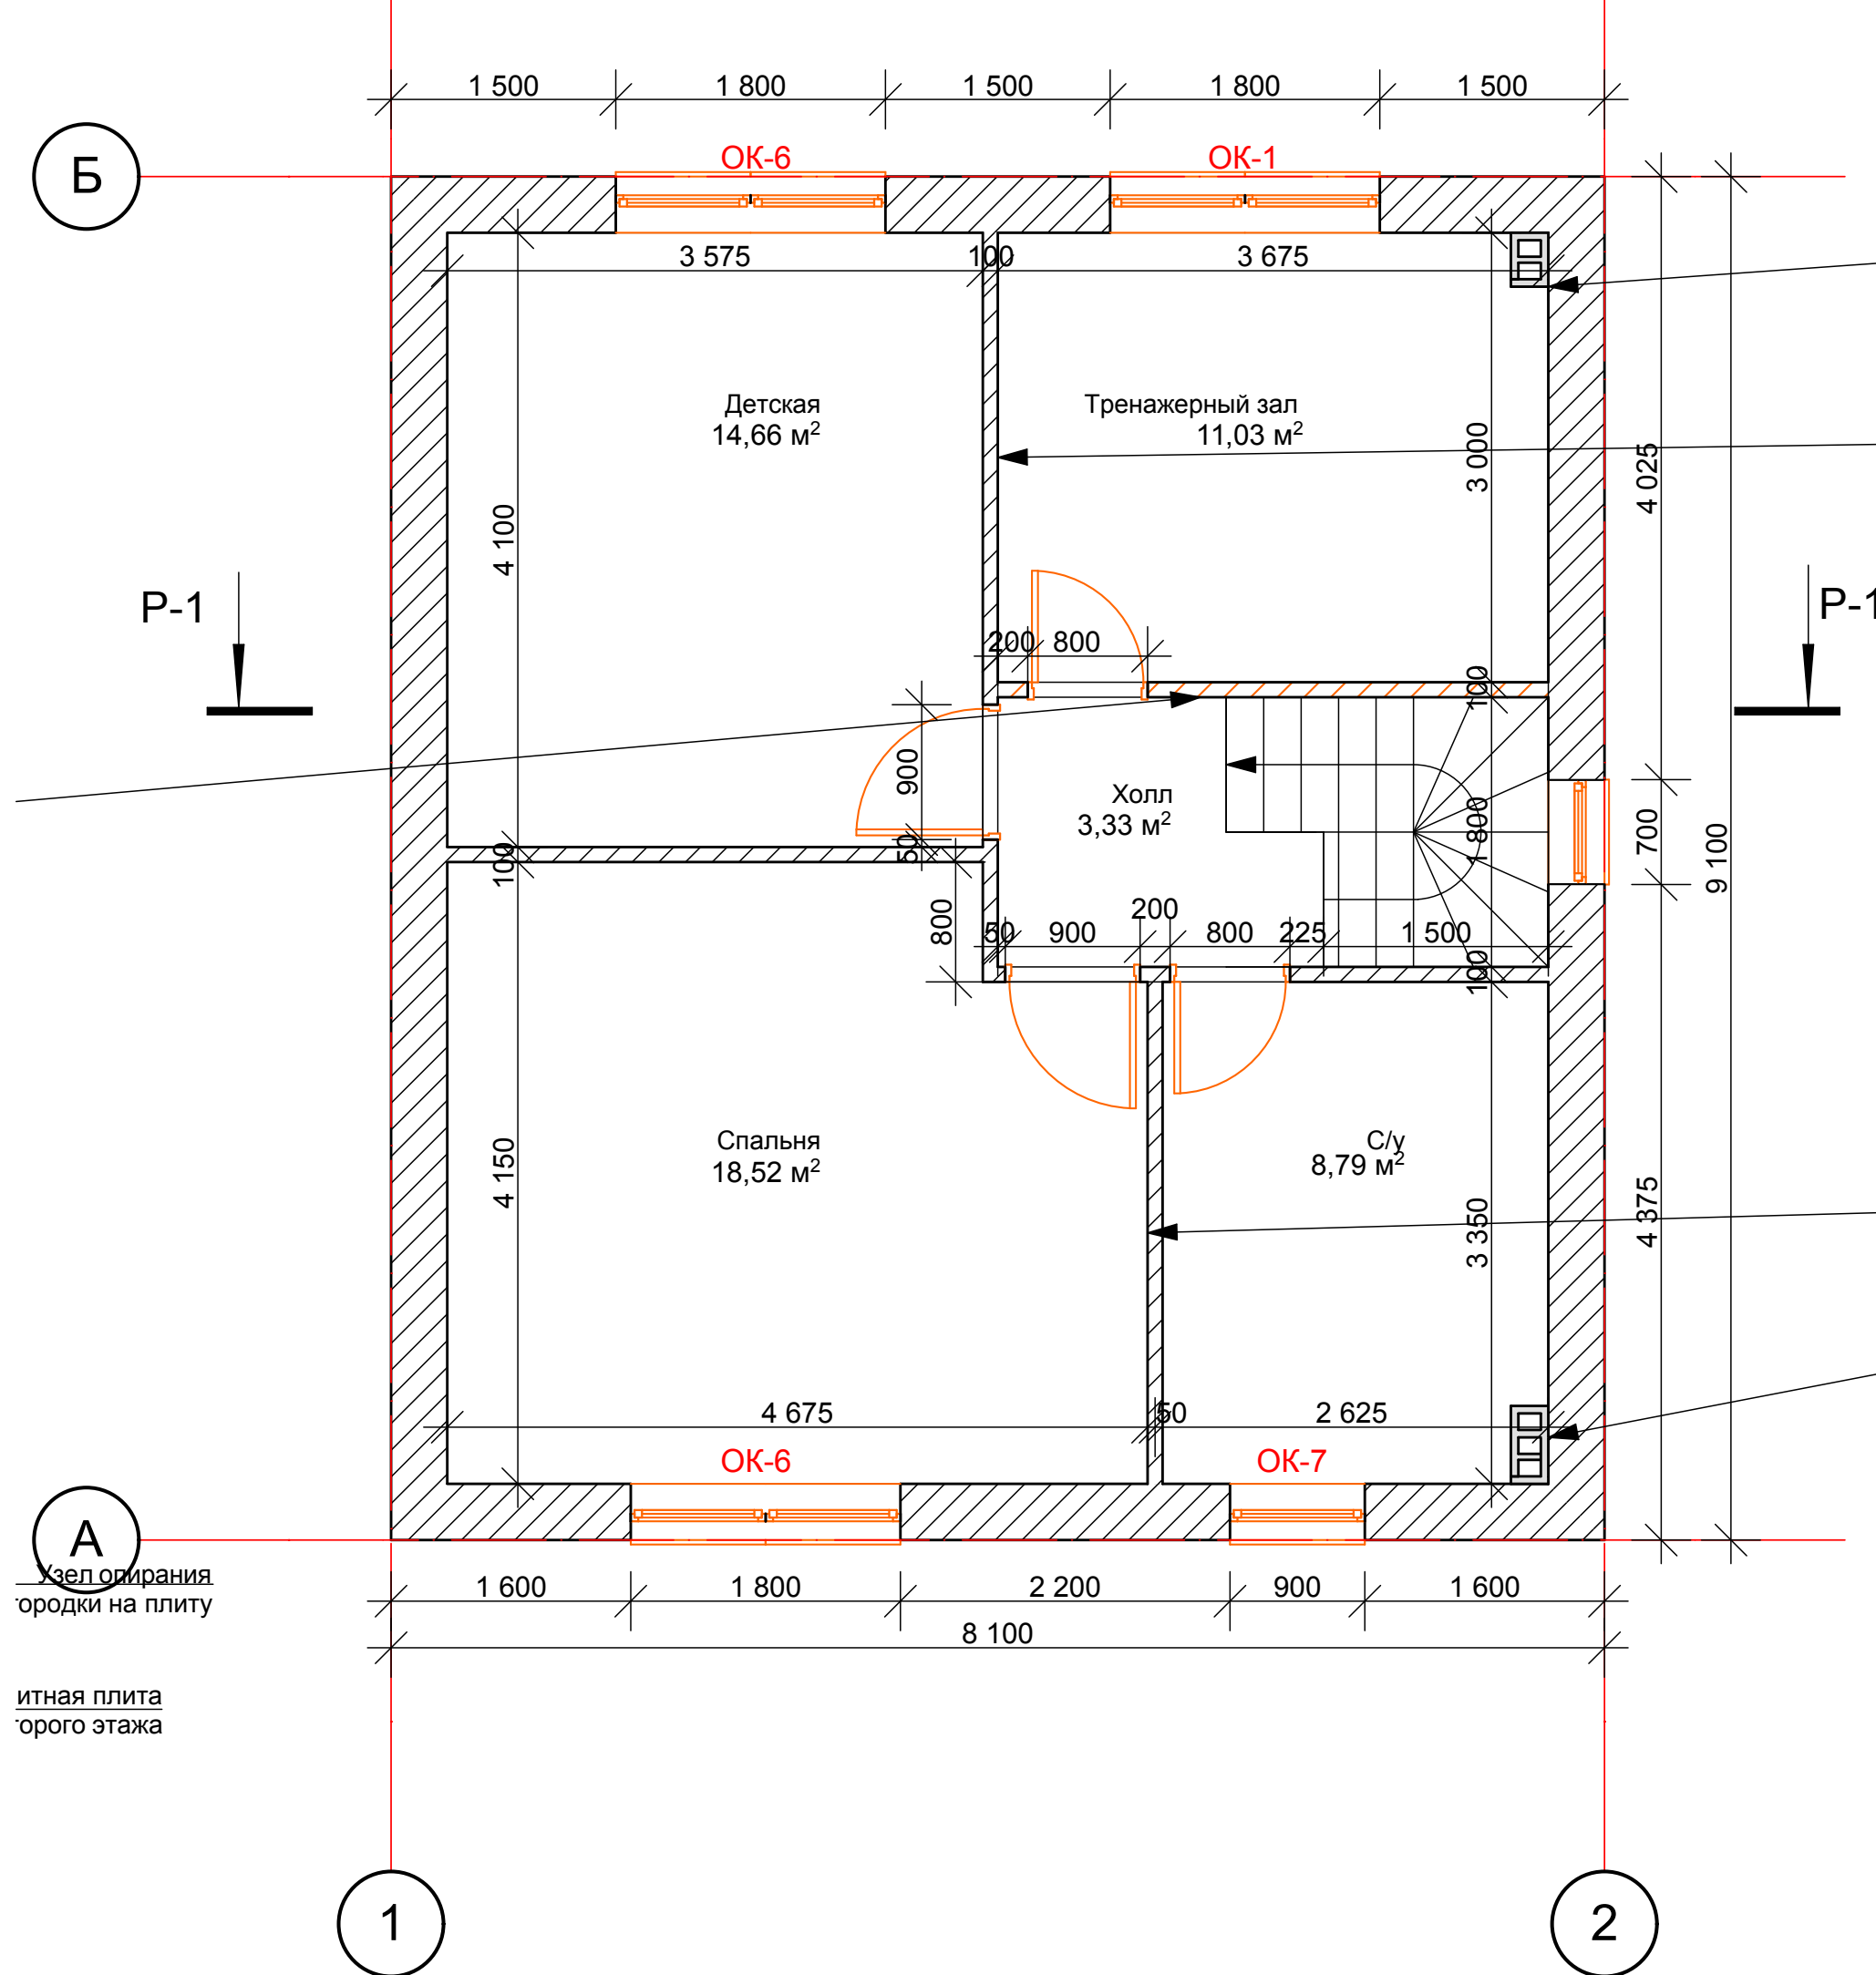 1 500 1 800 1 500 1 800 1 500
Б
ОК-6 ОК-1
3 575 100 3 675
Детская
14,66 м²
Тренажерный зал
11,03 м²
3 000
4 025
4 100
Р-1
Р-1
200 800
100
900
Холл
3,33 м²
1 800
700
9 100
50
100
800
200
50 900 800 225 1 500
100
Спальня
18,52 м²
С/у
8,79 м²
4 150
3 350
4 375
4 675 50 2 625
ОК-6 ОК-7
А
Узел опирания
городки на плиту
1 600 1 800 2 200 900 1 600
8 100
итная плита
торого этажа
1 2